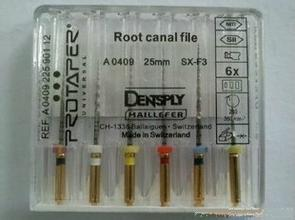 Root canal file
A 0409 25mm SX-F3
DENTSPLY
MAILLEFER
CH-1338 Ballaigues - Switzerland
Made in Switzerland
6x
REF A 0409 225 901 12
PROTAPER
UNIVERSAL